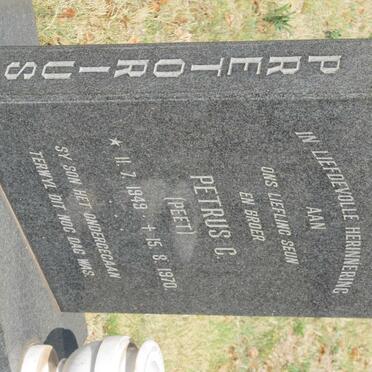 PRETORIUS
IN LIEFDEVOLLE HERINNERING
AAN
ONS LIEFLING SEUN
EN BROER
PETRUS C.
(PEET)
★ 11. 7. 1949 + 15. 8. 1970.
SY SON HET ONDERGEGAAN
TERWYL DIT NOG DAG WAS.